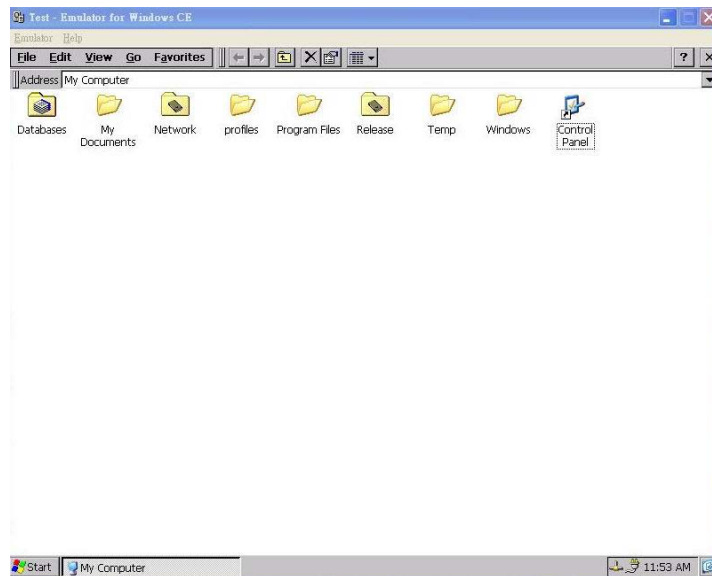 Test - Emulator for Windows CE
Emulator Help
File Edit View Go Favorites ? ×
Address My Computer
Databases My Documents Network profiles Program Files Release Temp Windows Control Panel
Start My Computer 11:53 AM